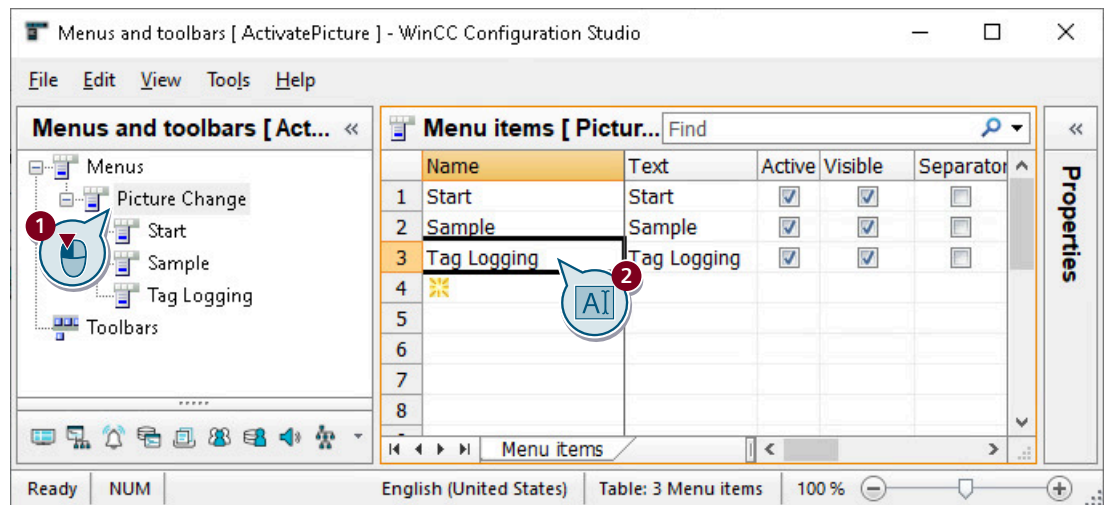 Menus and toolbars [ ActivatePicture ] - WinCC Configuration Studio
File Edit View Tools Help
Menus and toolbars [ Act... «
Menu items [ Pictur... Find
«
Properties
Menus
Picture Change
Start
Sample
Tag Logging
Toolbars
1
Name Text Active Visible Separator
1 Start Start
2 Sample Sample
3 Tag Logging Tag Logging
4
5
6
7
8
2
AI
Menu items
Ready NUM English (United States) Table: 3 Menu items 100 %